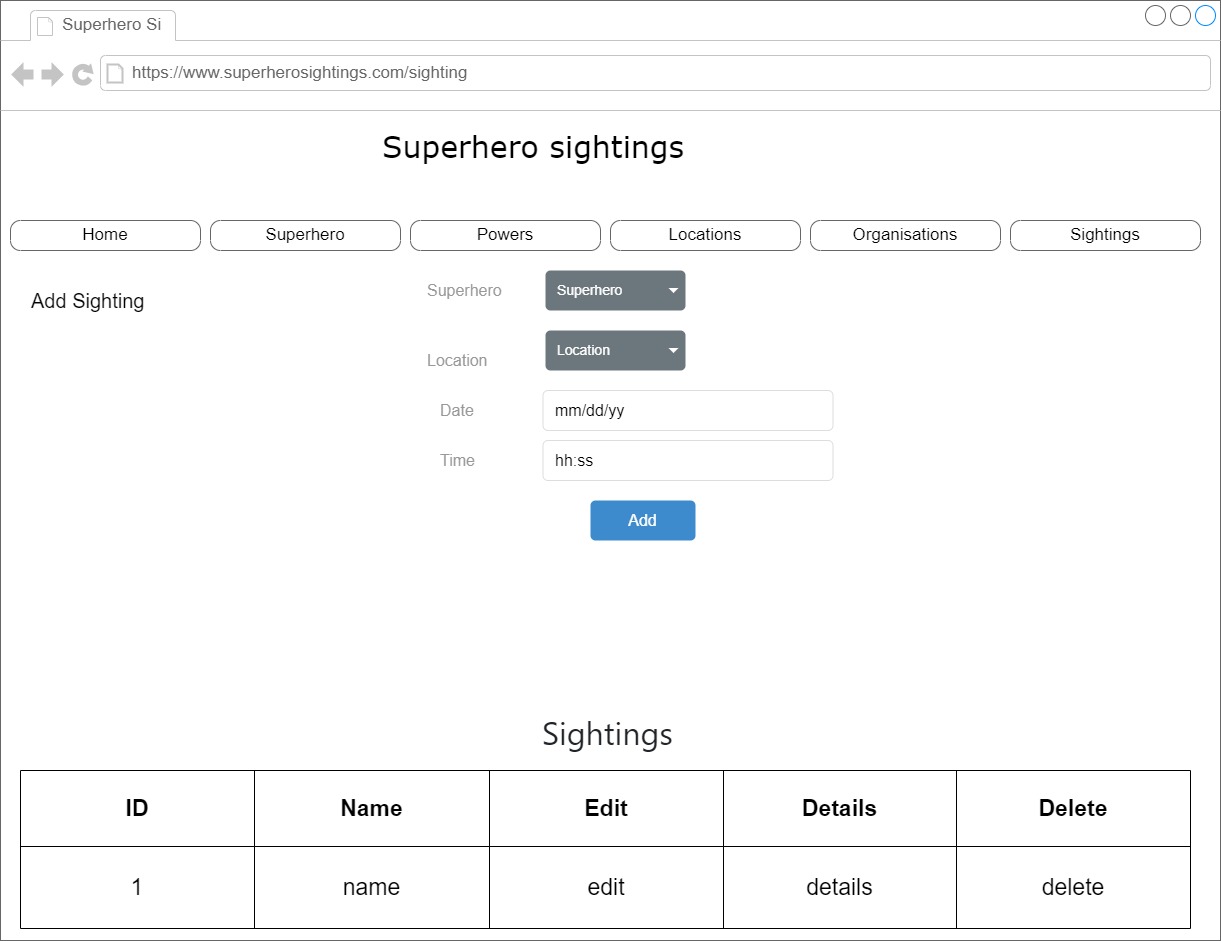 Superhero Si
https://www.superherosightings.com/sighting
Superhero sightings
Home Superhero Powers Locations Organisations Sightings
Add Sighting
Superhero Superhero
Location Location
Date mm/dd/yy
Time hh:ss
Add
Sightings
ID Name Edit Details Delete
1 name edit details delete